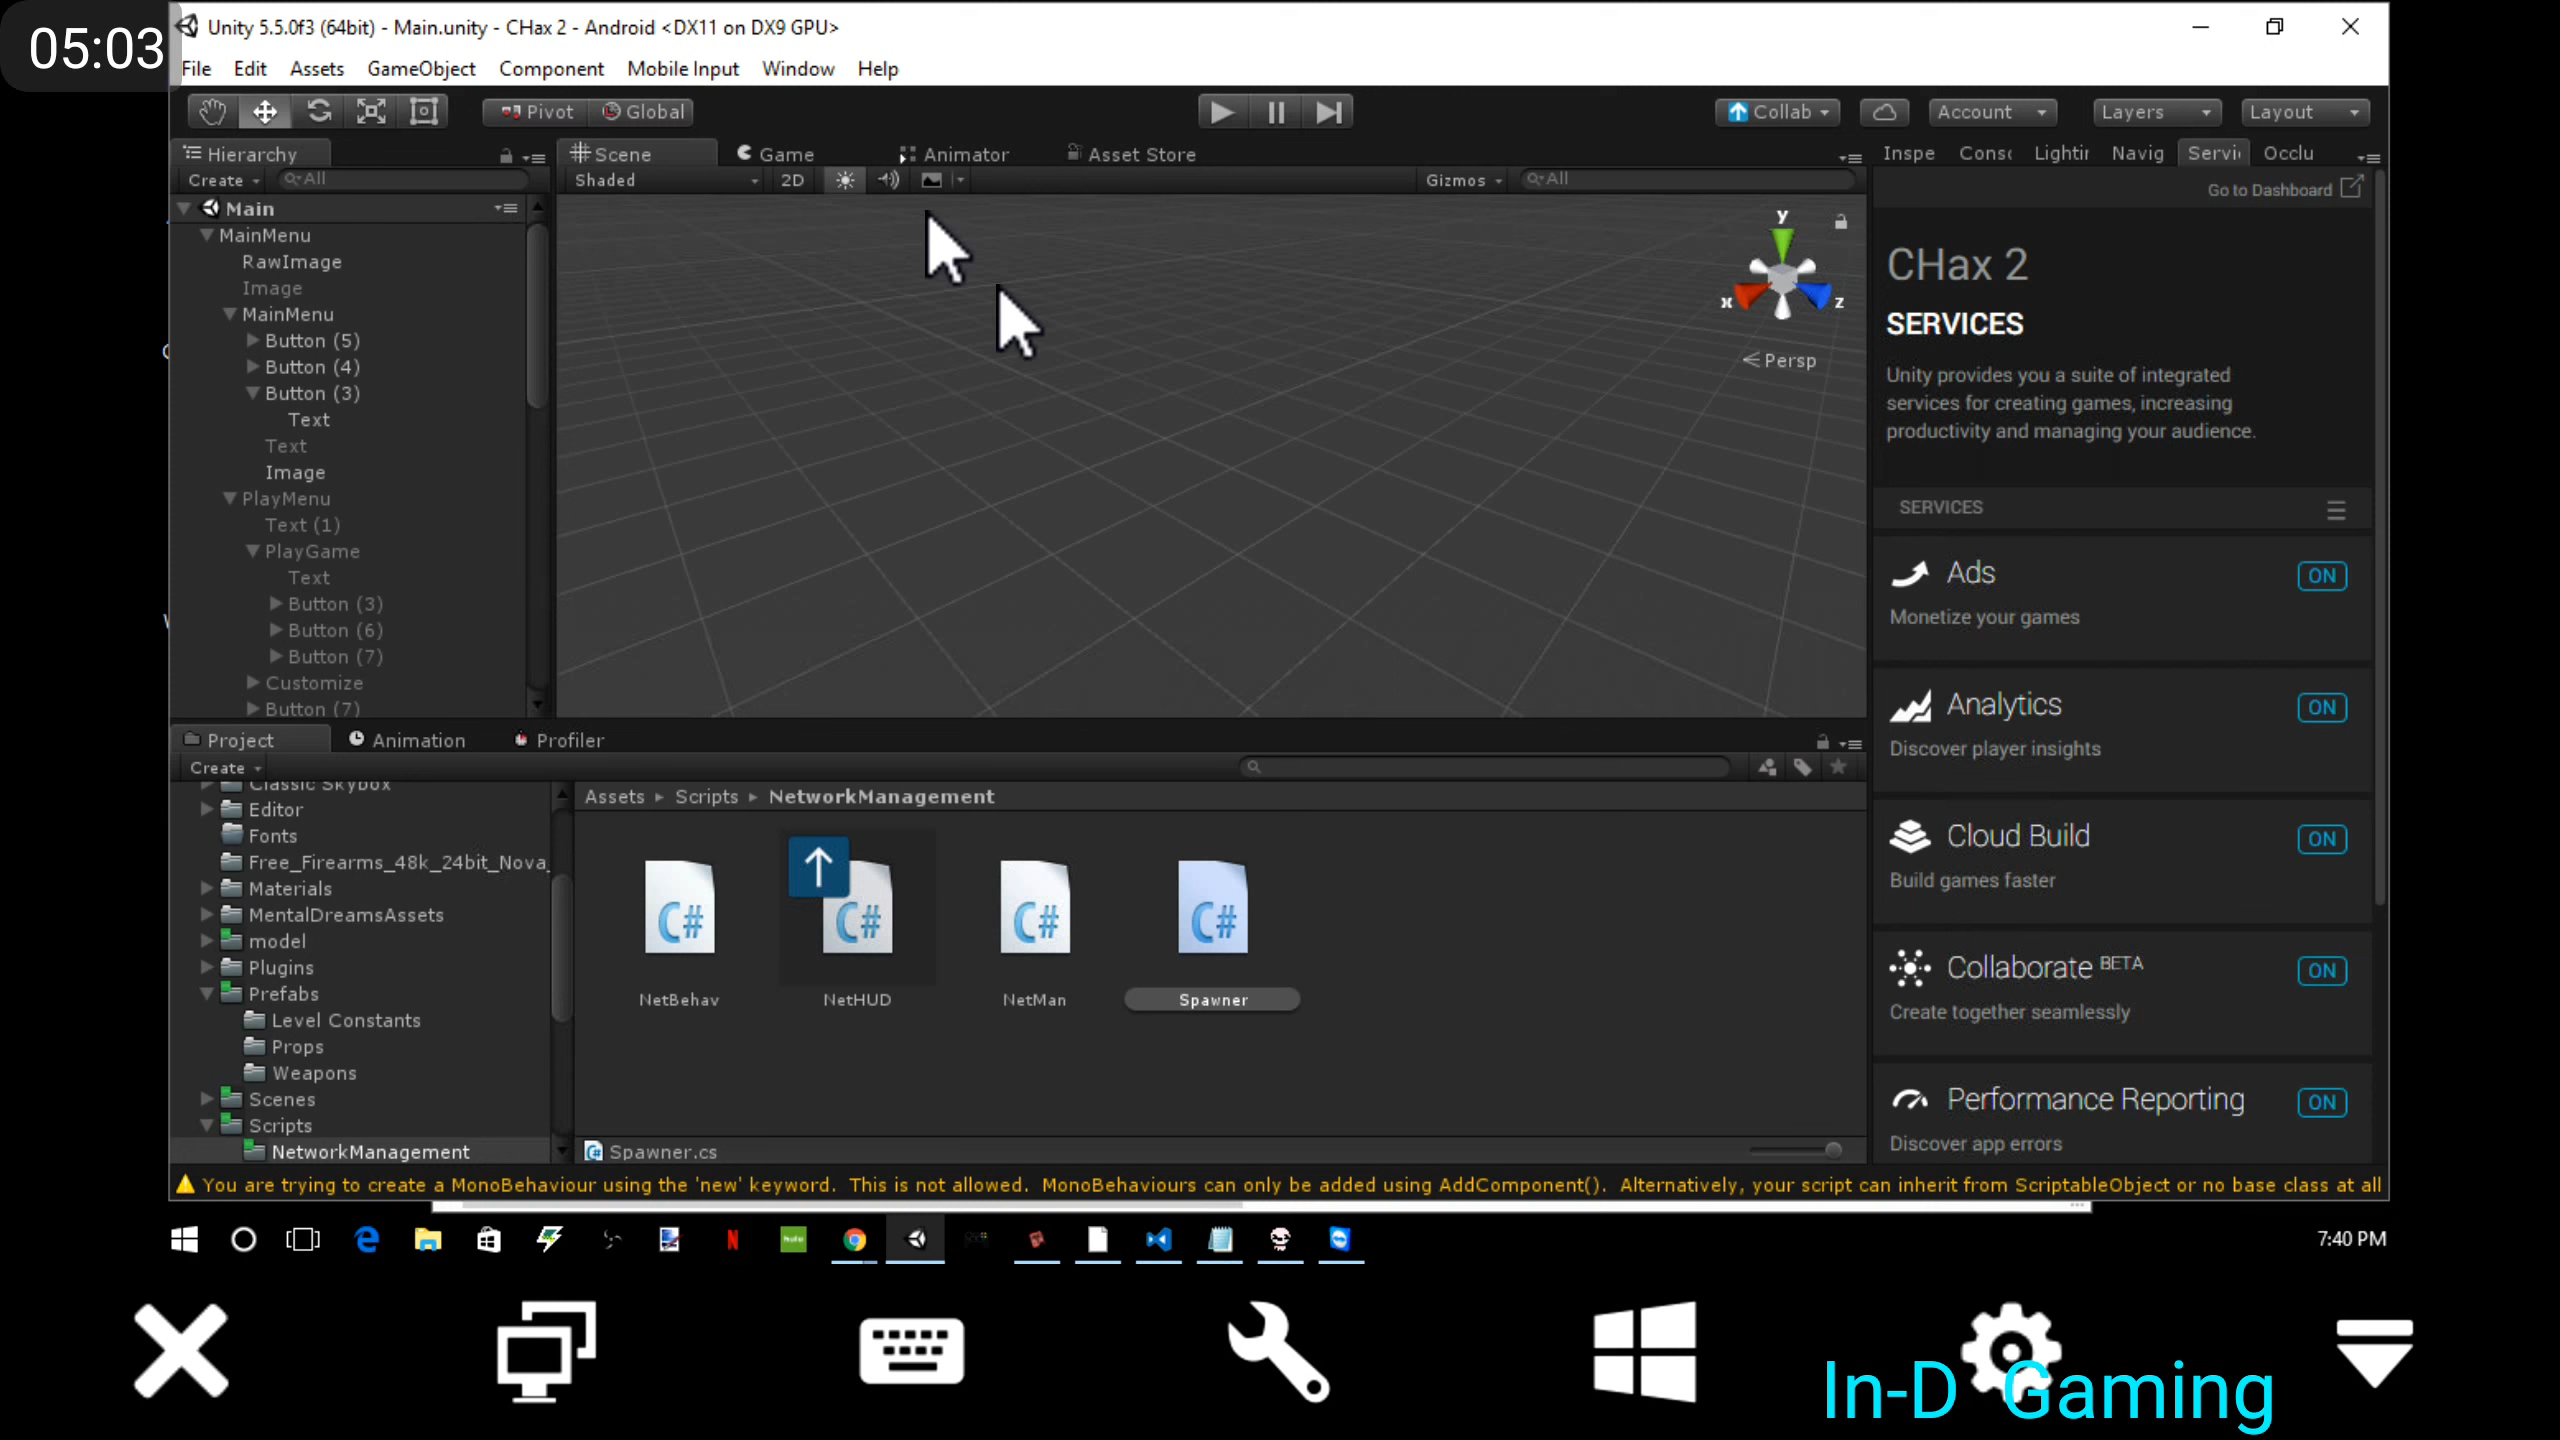 05:03
Unity 5.5.0f3 (64bit) - Main.unity - CHax 2 - Android <DX11 on DX9 GPU>
File Edit Assets GameObject Component Mobile Input Window Help
Pivot Global Collab Account Layers Layout
Hierarchy
Create All
Main
MainMenu
RawImage
Image
MainMenu
Button (5)
Button (4)
Button (3)
Text
Text
Image
PlayMenu
Text (1)
PlayGame
Text
Button (3)
Button (6)
Button (7)
Customize
Button (7)
Scene Game Animator Asset Store
Shaded 2D Gizmos All
y
x z
Persp
Inspe Cons Lightir Navig Servi Occlu
Go to Dashboard
CHax 2
SERVICES
Unity provides you a suite of integrated
services for creating games, increasing
productivity and managing your audience.
SERVICES
Ads ON
Monetize your games
Analytics ON
Discover player insights
Cloud Build ON
Build games faster
Collaborate BETA ON
Create together seamlessly
Performance Reporting ON
Discover app errors
Project Animation Profiler
Create
Classic Skybox
Editor
Fonts
Free_Firearms_48k_24bit_Nova_
Materials
MentalDreamsAssets
model
Plugins
Prefabs
Level Constants
Props
Weapons
Scenes
Scripts
NetworkManagement
Assets Scripts NetworkManagement
C# C# C# C#
NetBehav NetHUD NetMan Spawner
Spawner.cs
You are trying to create a MonoBehaviour using the 'new' keyword. This is not allowed. MonoBehaviours can only be added using AddComponent(). Alternatively, your script can inherit from ScriptableObject or no base class at all
7:40 PM
In-D Gaming